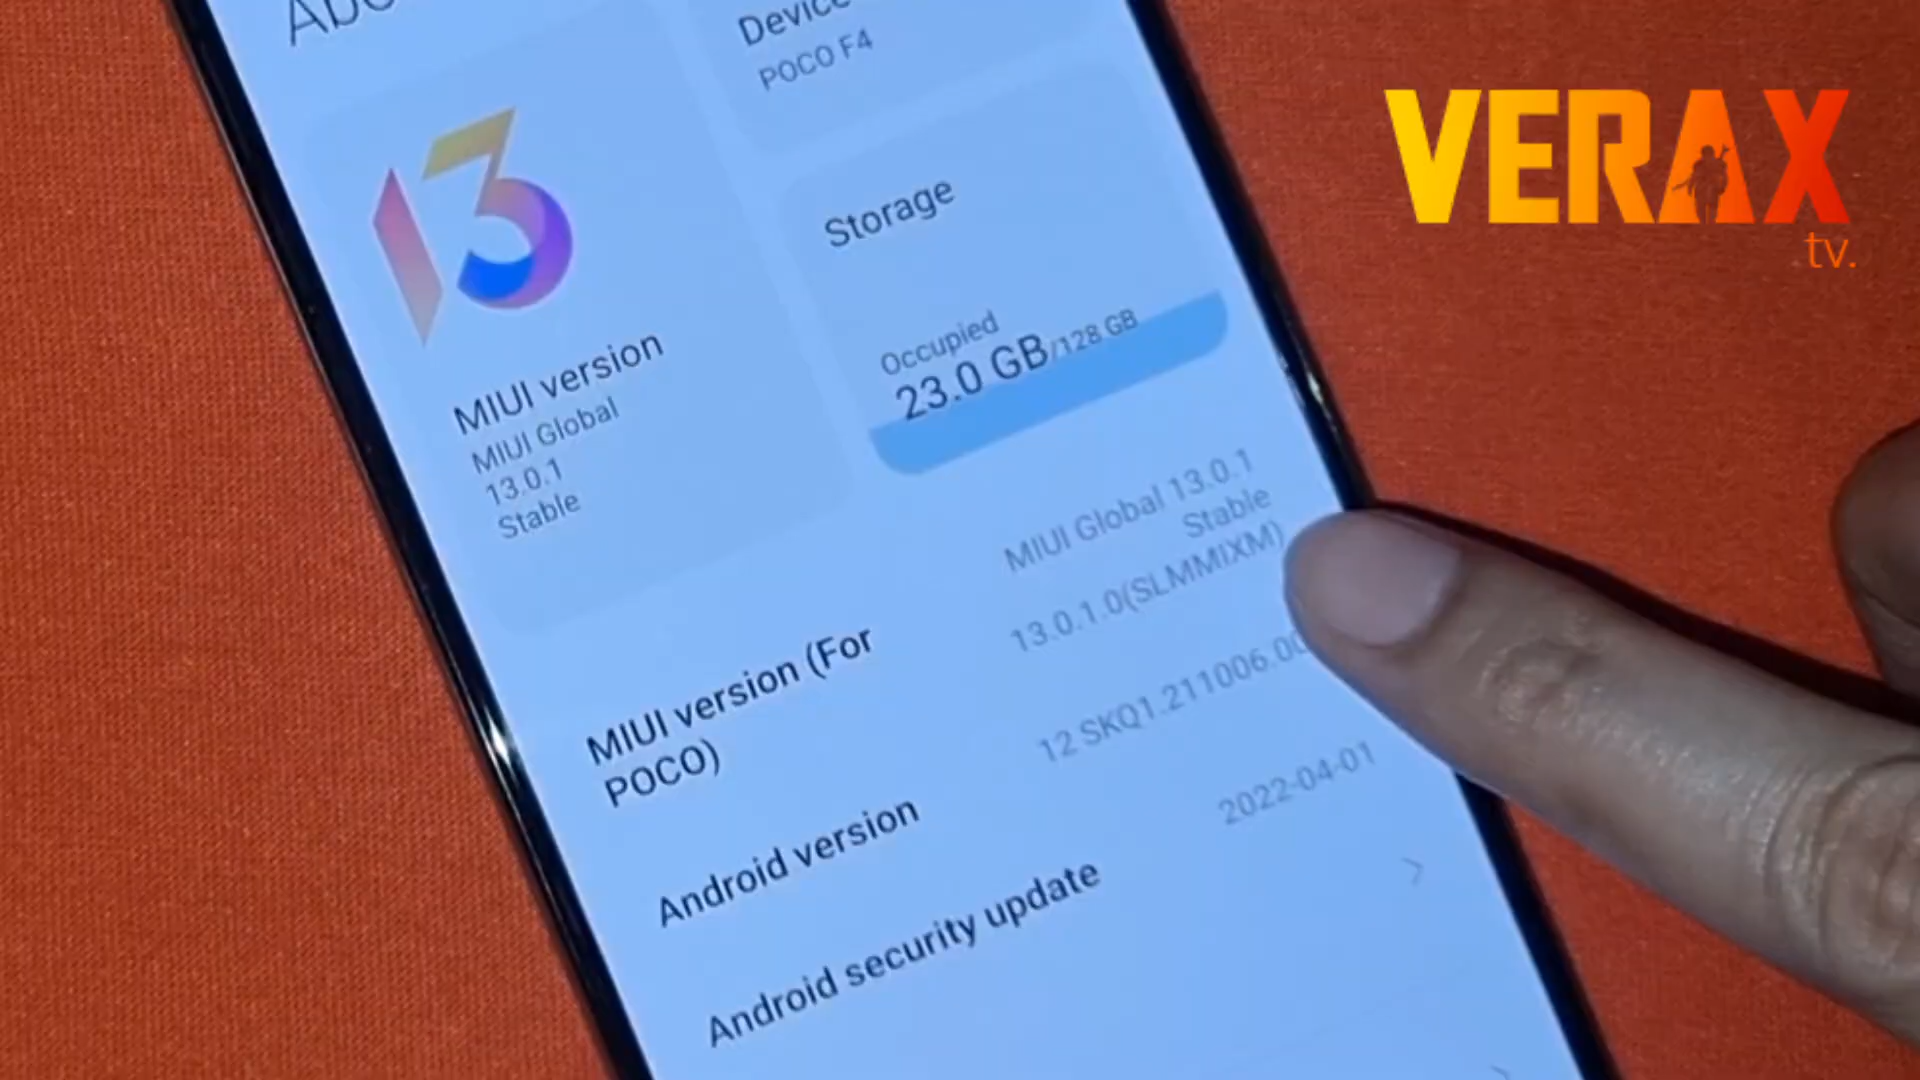 Device
POCO F4
13
MIUI version
MIUI Global
13.0.1
Stable
Storage
Occupied
23.0 GB/128 GB
MIUI version (For
POCO)
MIUI Global 13.0.1
Stable
13.0.1.0(SLMMIXM)
Android version
12 SKQ1.211006.00
Android security update
2022-04-01
VERAX
tv.